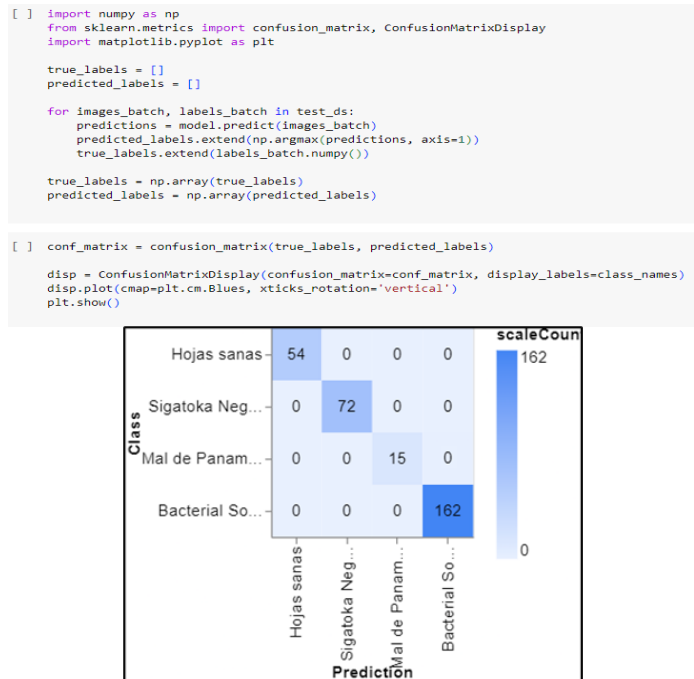 [ ] import numpy as np
from sklearn.metrics import confusion_matrix, ConfusionMatrixDisplay
import matplotlib.pyplot as plt
true_labels = []
predicted_labels = []
for images_batch, labels_batch in test_ds:
predictions = model.predict(images_batch)
predicted_labels.extend(np.argmax(predictions, axis=1))
true_labels.extend(labels_batch.numpy())
true_labels = np.array(true_labels)
predicted_labels = np.array(predicted_labels)
[ ] conf_matrix = confusion_matrix(true_labels, predicted_labels)
disp = ConfusionMatrixDisplay(confusion_matrix=conf_matrix, display_labels=class_names)
disp.plot(cmap=plt.cm.Blues, xticks_rotation='vertical')
plt.show()
scaleCoun
162
0
Class
Hojas sanas 54 0 0 0
Sigatoka Neg... 0 72 0 0
Mal de Panam... 0 0 15 0
Bacterial So... 0 0 0 162
Hojas sanas
Sigatoka Neg...
Mal de Panam...
Bacterial So...
Prediction